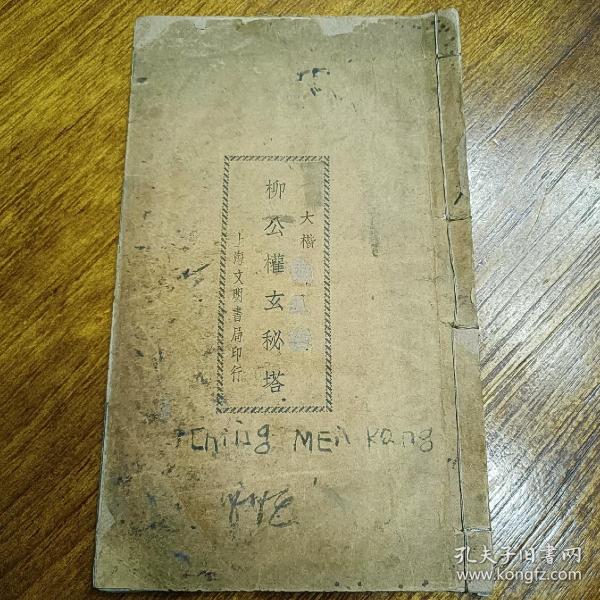 大楷
柳公權玄秘塔
上海文明書局印行
Ching MEN Kang
孔夫子旧书网
www.kongfz.com